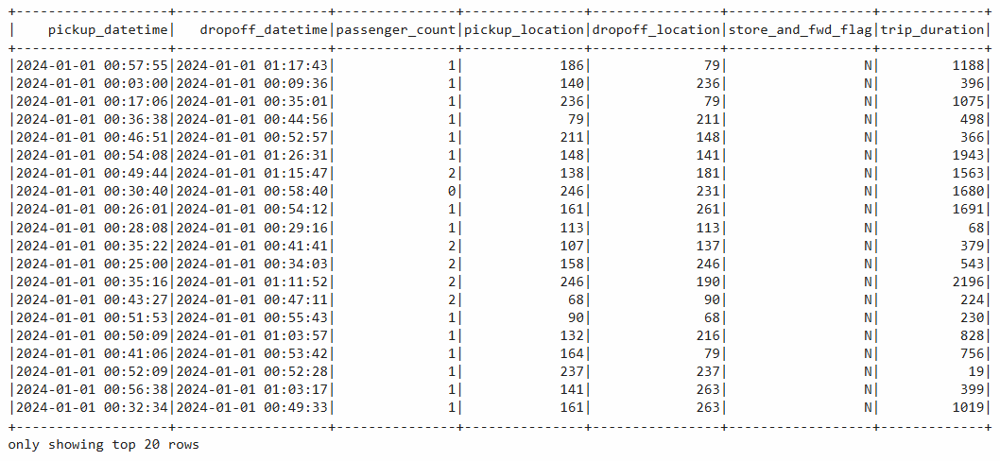 +-------------------+-------------------+---------------+---------------+----------------+------------------+-------------+
|    pickup_datetime|   dropoff_datetime|passenger_count|pickup_location|dropoff_location|store_and_fwd_flag|trip_duration|
+-------------------+-------------------+---------------+---------------+----------------+------------------+-------------+
|2024-01-01 00:57:55|2024-01-01 01:17:43|              1|            186|              79|                 N|         1188|
|2024-01-01 00:03:00|2024-01-01 00:09:36|              1|            140|             236|                 N|          396|
|2024-01-01 00:17:06|2024-01-01 00:35:01|              1|            236|              79|                 N|         1075|
|2024-01-01 00:36:38|2024-01-01 00:44:56|              1|             79|             211|                 N|          498|
|2024-01-01 00:46:51|2024-01-01 00:52:57|              1|            211|             148|                 N|          366|
|2024-01-01 00:54:08|2024-01-01 01:26:31|              1|            148|             141|                 N|         1943|
|2024-01-01 00:49:44|2024-01-01 01:15:47|              2|            138|             181|                 N|         1563|
|2024-01-01 00:30:40|2024-01-01 00:58:40|              0|            246|             231|                 N|         1680|
|2024-01-01 00:26:01|2024-01-01 00:54:12|              1|            161|             261|                 N|         1691|
|2024-01-01 00:28:08|2024-01-01 00:29:16|              1|            113|             113|                 N|           68|
|2024-01-01 00:35:22|2024-01-01 00:41:41|              2|            107|             137|                 N|          379|
|2024-01-01 00:25:00|2024-01-01 00:34:03|              2|            158|             246|                 N|          543|
|2024-01-01 00:35:16|2024-01-01 01:11:52|              2|            246|             190|                 N|         2196|
|2024-01-01 00:43:27|2024-01-01 00:47:11|              2|             68|              90|                 N|          224|
|2024-01-01 00:51:53|2024-01-01 00:55:43|              1|             90|              68|                 N|          230|
|2024-01-01 00:50:09|2024-01-01 01:03:57|              1|            132|             216|                 N|          828|
|2024-01-01 00:41:06|2024-01-01 00:53:42|              1|            164|              79|                 N|          756|
|2024-01-01 00:52:09|2024-01-01 00:52:28|              1|            237|             237|                 N|           19|
|2024-01-01 00:56:38|2024-01-01 01:03:17|              1|            141|             263|                 N|          399|
|2024-01-01 00:32:34|2024-01-01 00:49:33|              1|            161|             263|                 N|         1019|
+-------------------+-------------------+---------------+---------------+----------------+------------------+-------------+
only showing top 20 rows